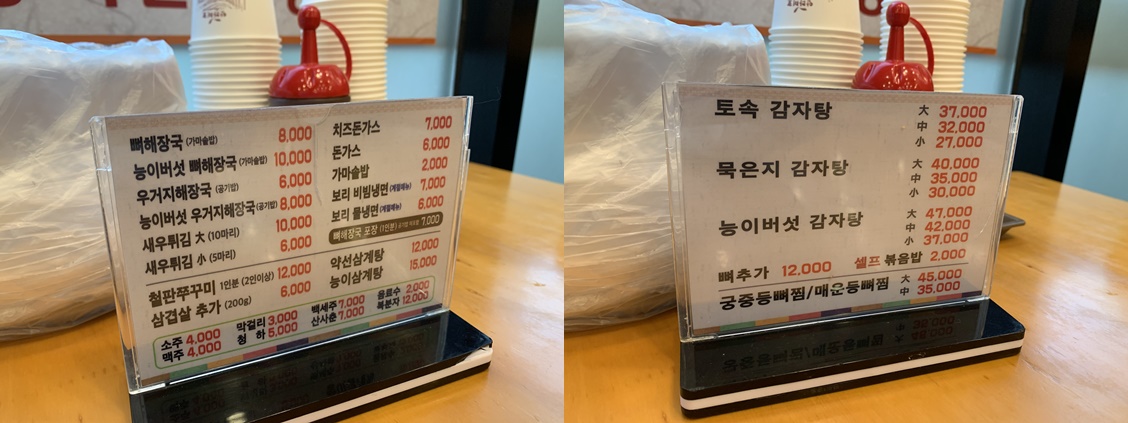 뼈해장국 (가마솥밥) 8,000
능이버섯 뼈해장국 (가마솥밥) 10,000
우거지해장국 (공기밥) 6,000
능이버섯 우거지해장국 (공기밥) 8,000
새우튀김 大 (10마리) 10,000
새우튀김 小 (5마리) 6,000
철판쭈꾸미 1인분 (2인이상) 12,000
삼겹살 추가 (200g) 6,000
치즈돈가스 7,000
돈가스 6,000
가마솥밥 2,000
보리 비빔냉면 (계절메뉴) 7,000
보리 물냉면 (계절메뉴) 6,000
뼈해장국 포장 (1인분) 7,000
약선삼계탕 12,000
능이삼계탕 15,000
소주 4,000 막걸리 3,000 백세주 7,000 음료수 2,000
맥주 4,000 청하 5,000 산사춘 7,000 복분자 12,000
토속 감자탕 大 37,000
中 32,000
小 27,000
묵은지 감자탕 大 40,000
中 35,000
小 30,000
능이버섯 감자탕 大 47,000
中 42,000
小 37,000
뼈추가 12,000 셀프 볶음밥 2,000
궁중등뼈찜/매운등뼈찜 大 45,000
中 35,000